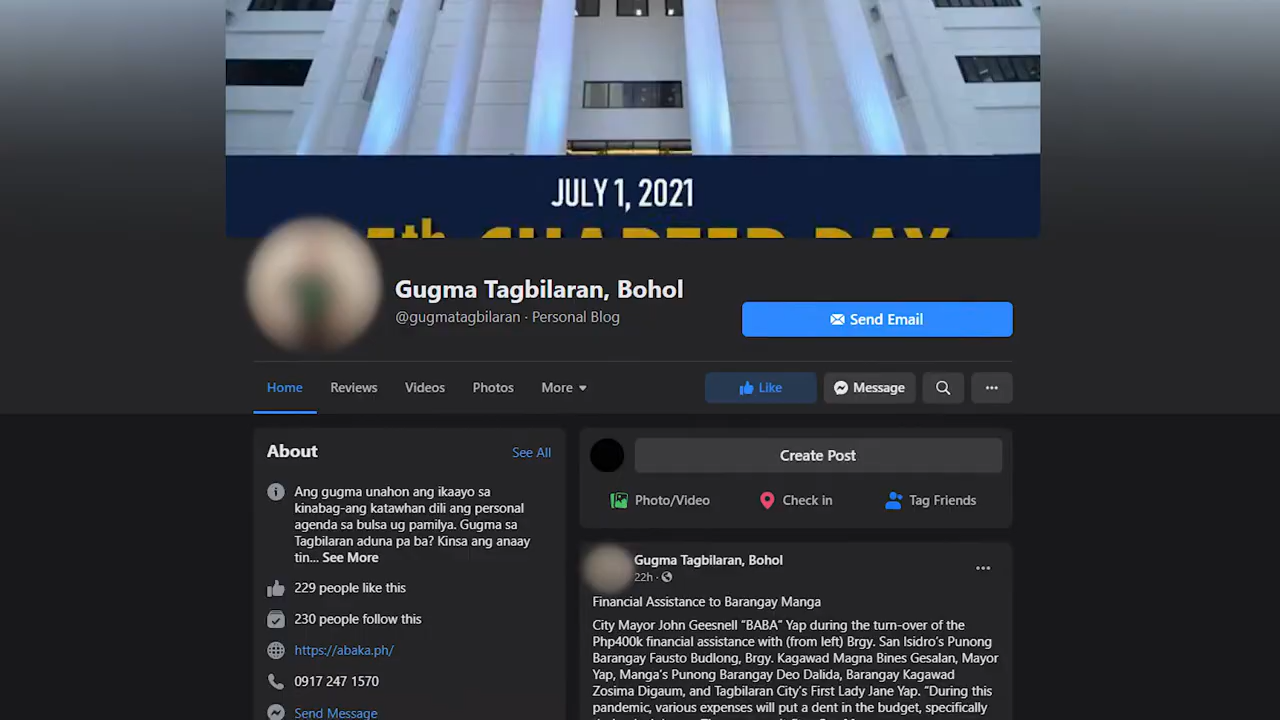 JULY 1, 2021
5th CHARTER DAY
Gugma Tagbilaran, Bohol
@gugmatagbilaran · Personal Blog
Send Email
Home Reviews Videos Photos More Like Message
About See All
Create Post
Photo/Video Check in Tag Friends
Ang gugma unahon ang ikaayo sa
kinabag-ang katawhan dili ang personal
agenda sa bulsa ug pamilya. Gugma sa
Tagbilaran aduna pa ba? Kinsa ang anaay
tin... See More
229 people like this
230 people follow this
https://abaka.ph/
0917 247 1570
Send Message
Gugma Tagbilaran, Bohol
22h ·
Financial Assistance to Barangay Manga
City Mayor John Geesnell “BABA” Yap during the turn-over of the
Php400k financial assistance with (from left) Brgy. San Isidro’s Punong
Barangay Fausto Budlong, Brgy. Kagawad Magna Bines Gesalan, Mayor
Yap, Manga’s Punong Barangay Deo Dalida, Barangay Kagawad
Zosima Digaum, and Tagbilaran City’s First Lady Jane Yap. “During this
pandemic, various expenses will put a dent in the budget, specifically